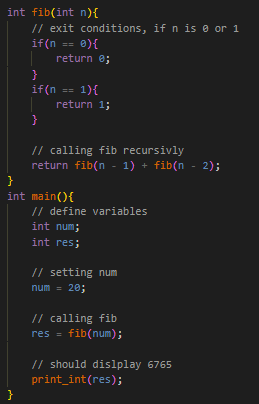 int fib(int n){
    // exit conditions, if n is 0 or 1
    if(n == 0){
        return 0;
    }
    if(n == 1){
        return 1;
    }

    // calling fib recursivly
    return fib(n - 1) + fib(n - 2);
}
int main(){
    // define variables
    int num;
    int res;

    // setting num
    num = 20;

    // calling fib
    res = fib(num);

    // should dislplay 6765
    print_int(res);
}